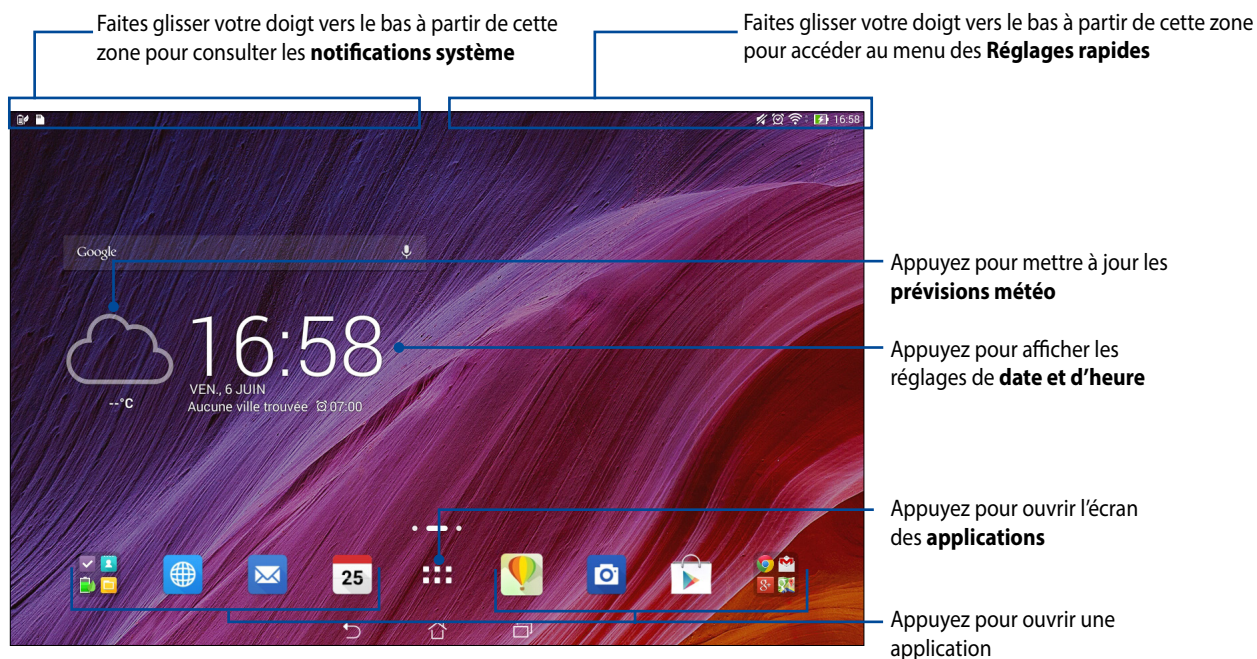 Faites glisser votre doigt vers le bas à partir de cette
zone pour consulter les notifications système
Faites glisser votre doigt vers le bas à partir de cette zone
pour accéder au menu des Réglages rapides
16:58
Google
Appuyez pour mettre à jour les
prévisions météo
16:58
VEN., 6 JUIN
Aucune ville trouvée 07:00
--°C
Appuyez pour afficher les
réglages de date et d’heure
Appuyez pour ouvrir l’écran
des applications
25
8+
Appuyez pour ouvrir une
application